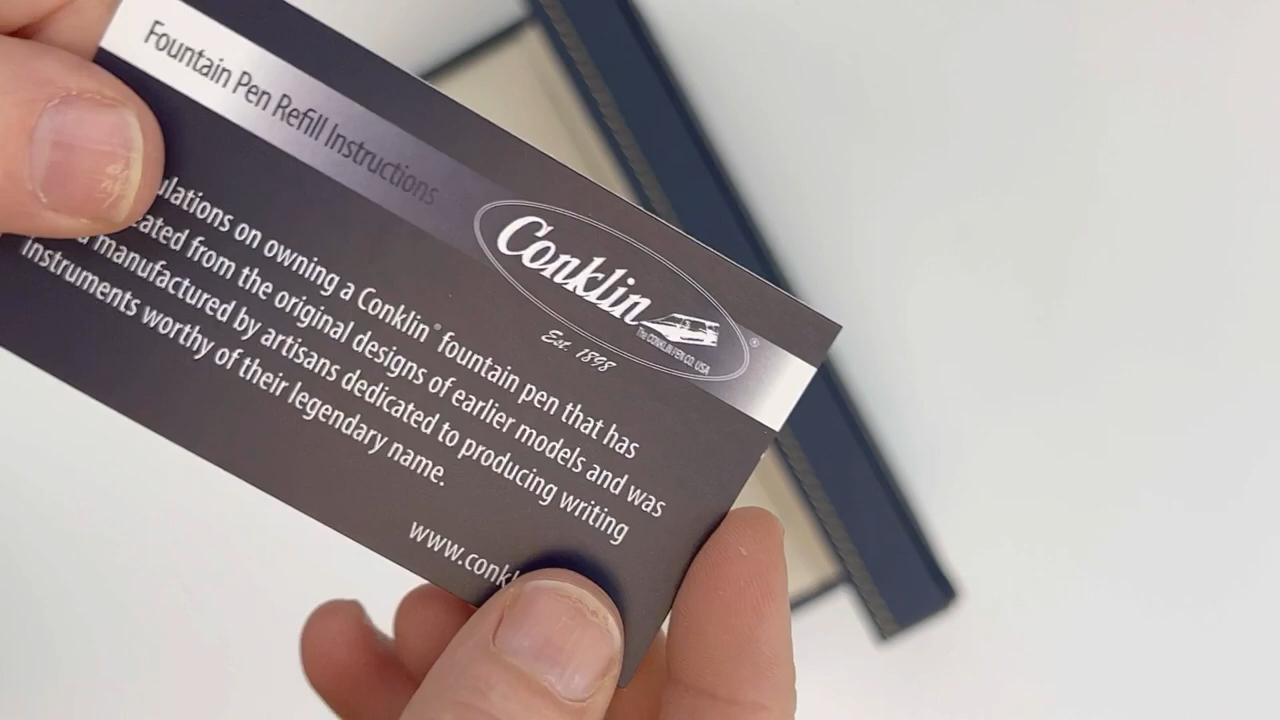 Fountain Pen Refill Instructions
Conklin
THE CONKLIN PEN CO. USA
®
Est. 1898
ulations on owning a Conklin® fountain pen that has
cated from the original designs of earlier models and was
manufactured by artisans dedicated to producing writing
instruments worthy of their legendary name.
www.conkl